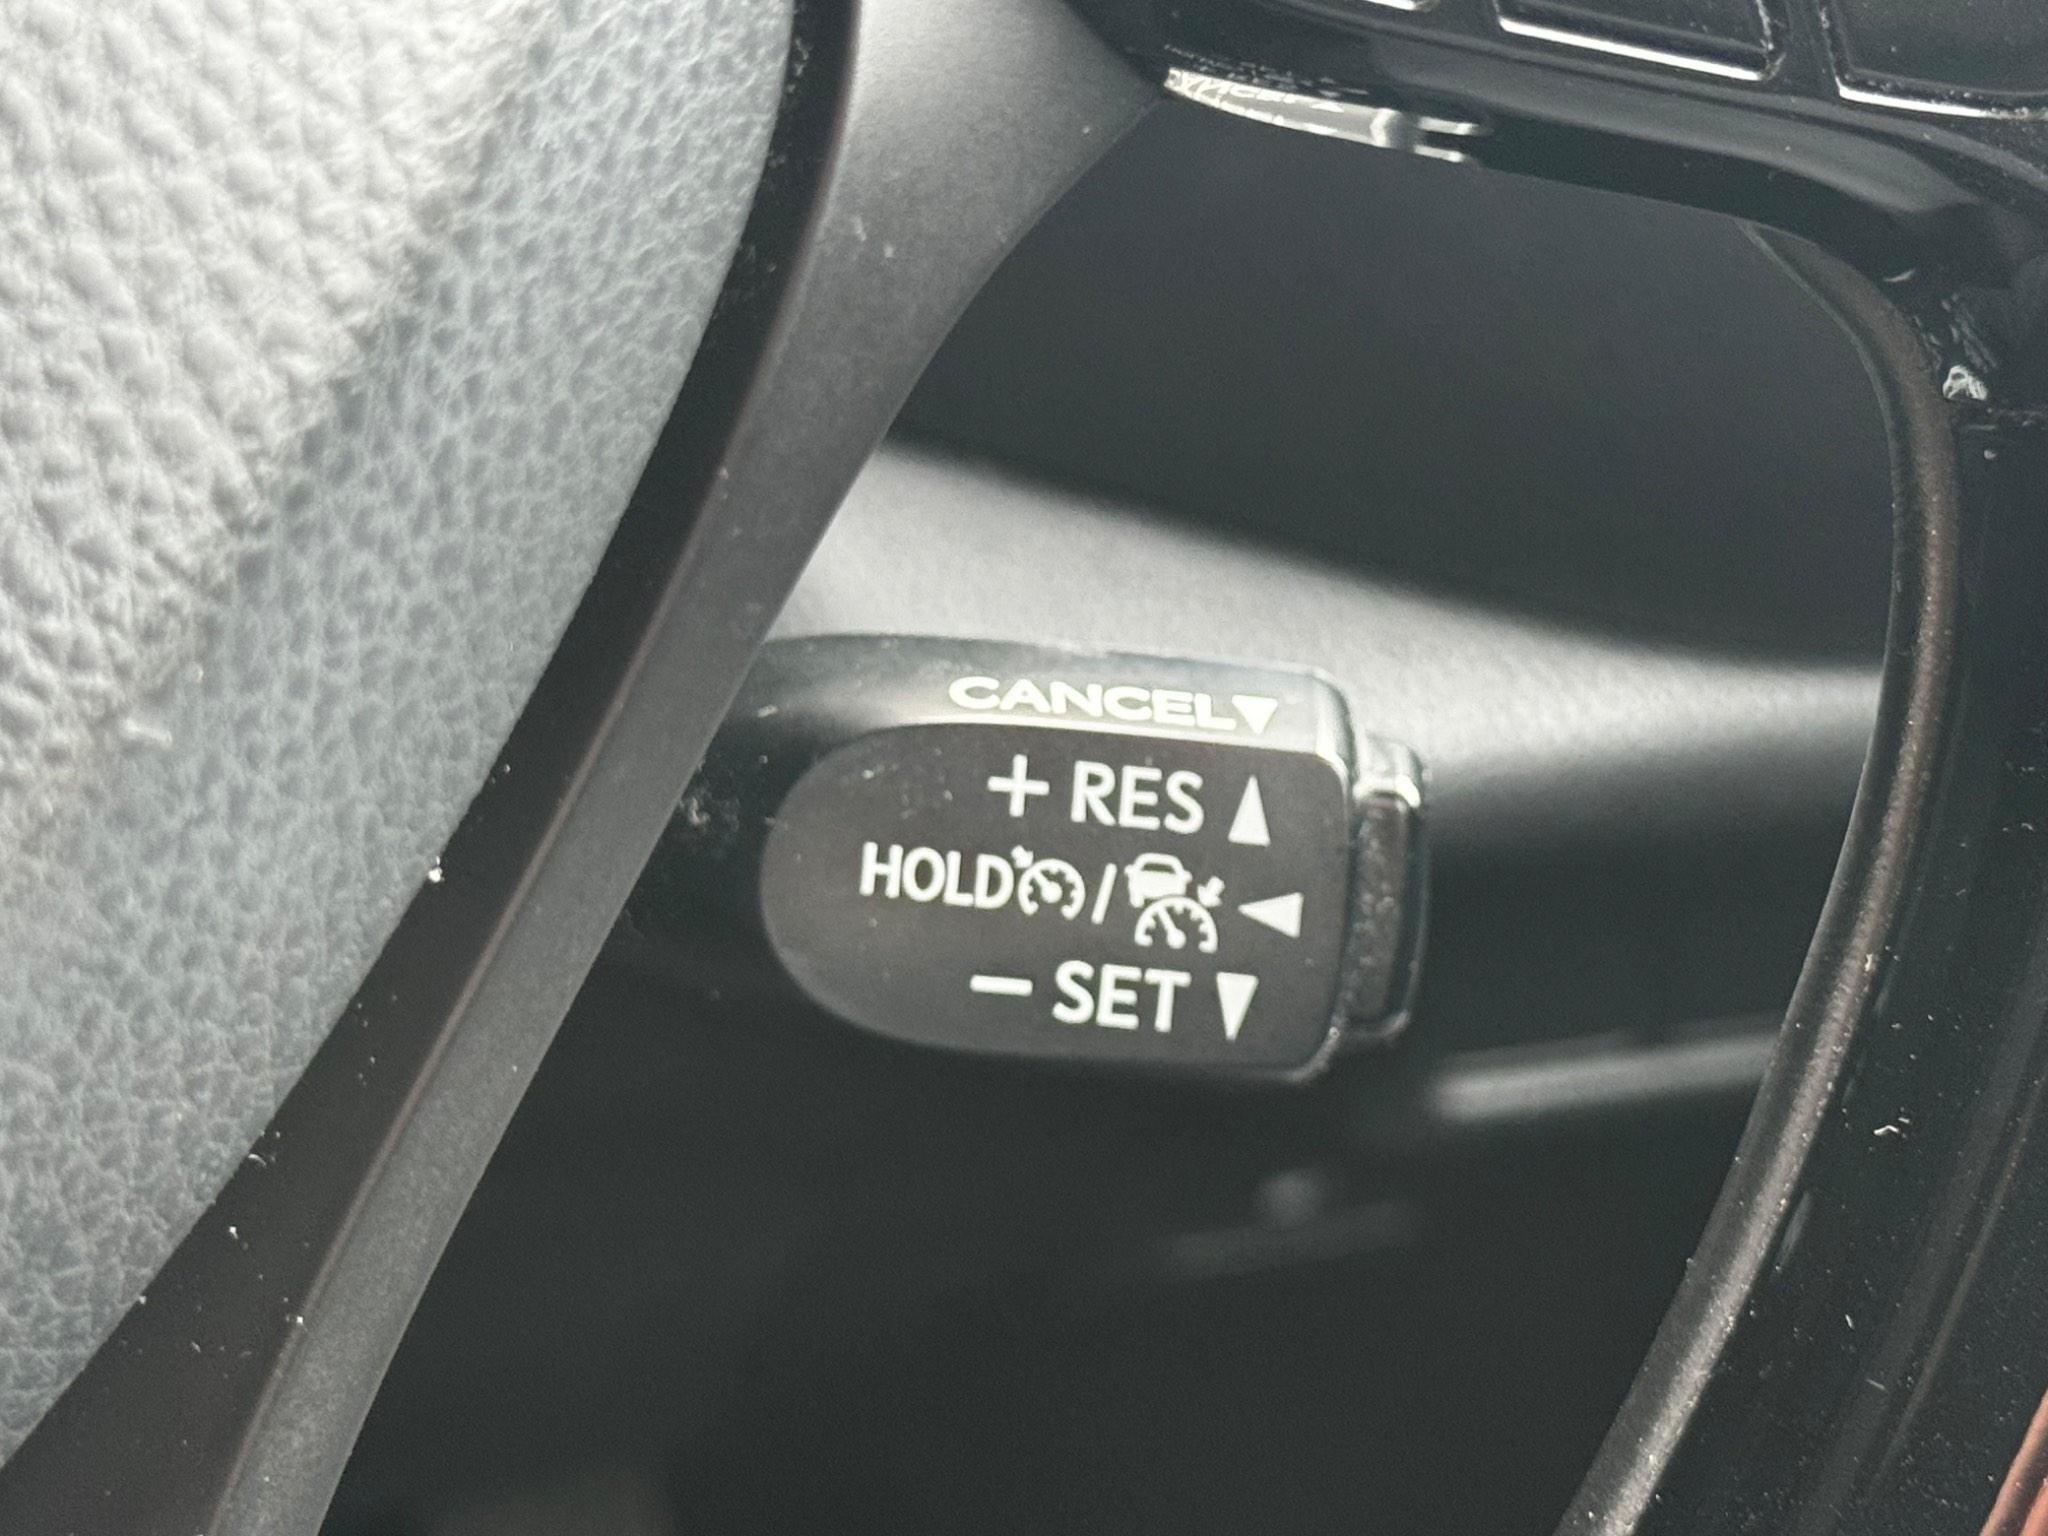 CANCEL▼
+ RES ▲
HOLD / ◀
– SET ▼